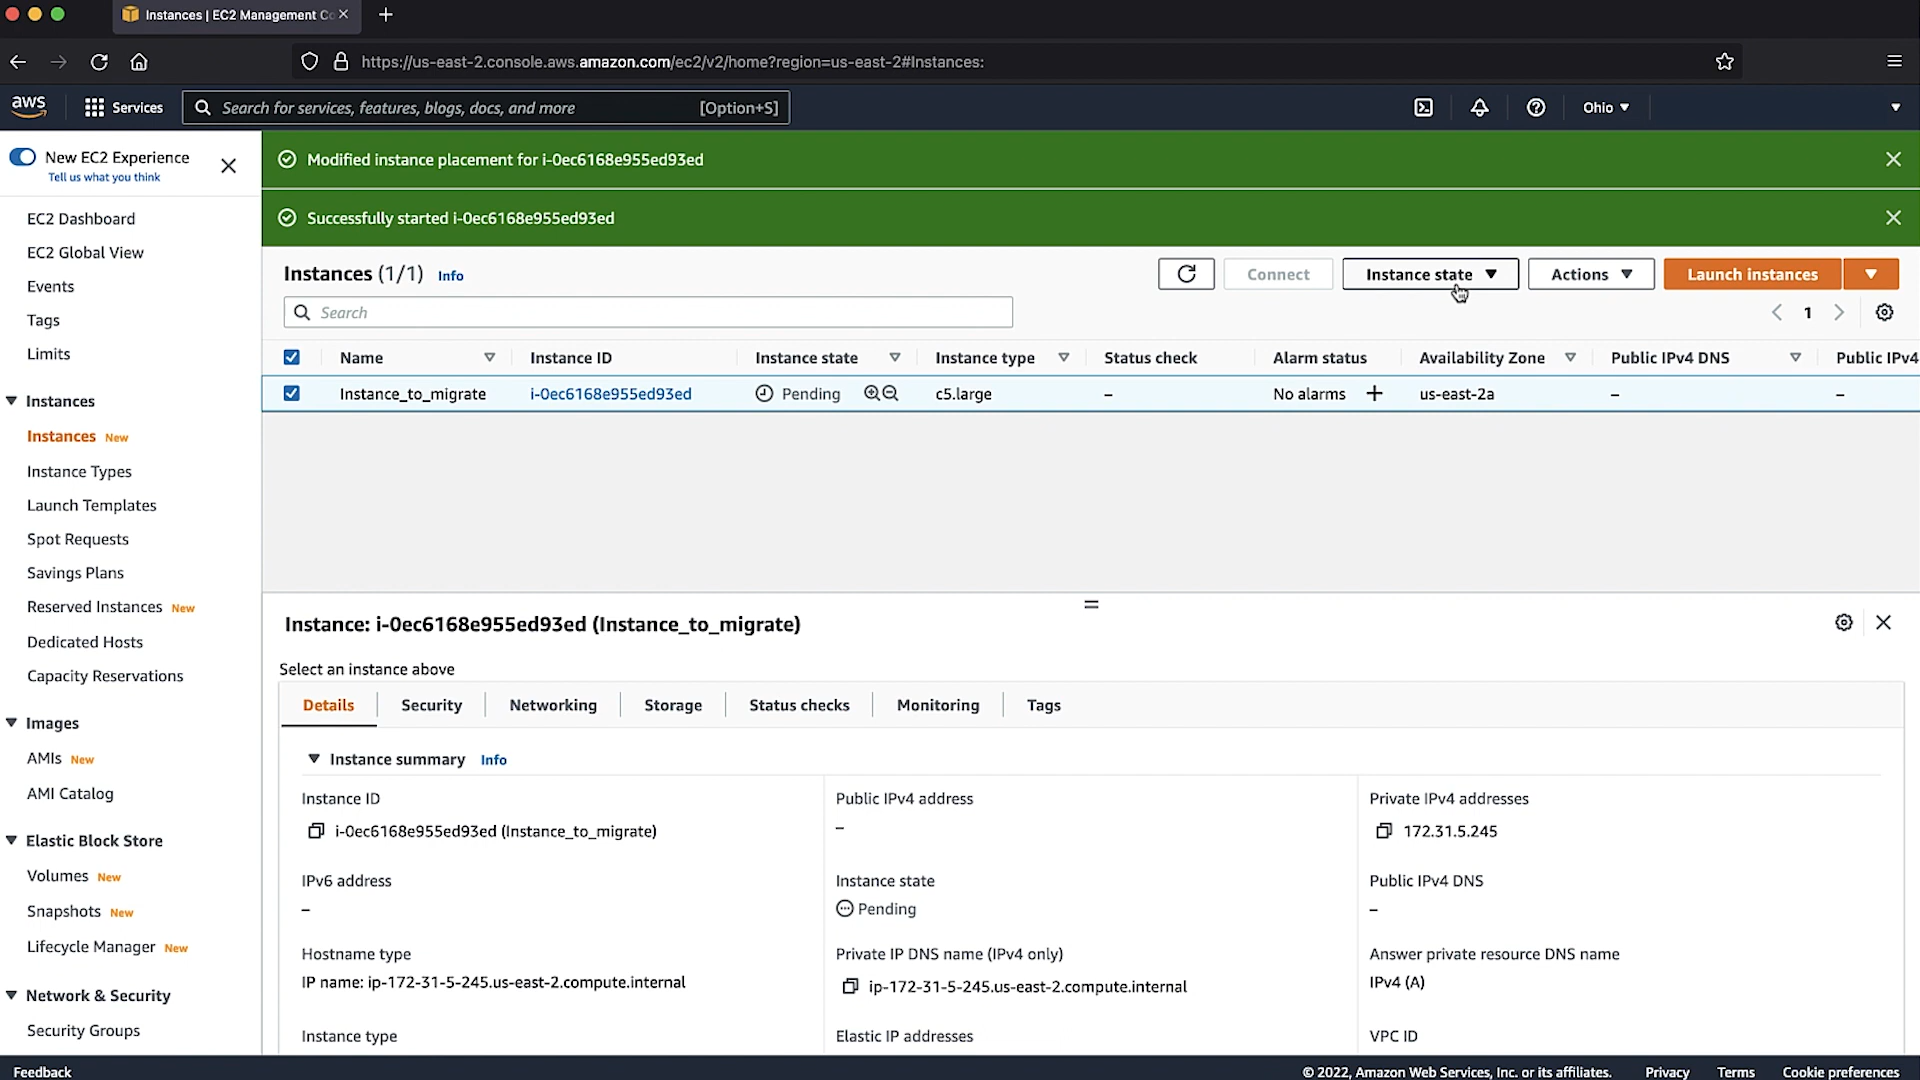 Instances | EC2 Management Co
https://us-east-2.console.aws.amazon.com/ec2/v2/home?region=us-east-2#Instances:
aws
Services
Search for services, features, blogs, docs, and more [Option+S]
Ohio
New EC2 Experience
Tell us what you think
EC2 Dashboard
EC2 Global View
Events
Tags
Limits
Instances
Instances New
Instance Types
Launch Templates
Spot Requests
Savings Plans
Reserved Instances New
Dedicated Hosts
Capacity Reservations
Images
AMIs New
AMI Catalog
Elastic Block Store
Volumes New
Snapshots New
Lifecycle Manager New
Network & Security
Security Groups
Modified instance placement for i-0ec6168e955ed93ed
Successfully started i-0ec6168e955ed93ed
Instances (1/1) Info
Connect
Instance state
Actions
Launch instances
Search
1
Name Instance ID Instance state Instance type Status check Alarm status Availability Zone Public IPv4 DNS Public IPv4
Instance_to_migrate i-0ec6168e955ed93ed Pending c5.large – No alarms + us-east-2a – –
Instance: i-0ec6168e955ed93ed (Instance_to_migrate)
Select an instance above
Details Security Networking Storage Status checks Monitoring Tags
Instance summary Info
Instance ID
i-0ec6168e955ed93ed (Instance_to_migrate)
Public IPv4 address
–
Private IPv4 addresses
172.31.5.245
IPv6 address
–
Instance state
Pending
Public IPv4 DNS
–
Hostname type
IP name: ip-172-31-5-245.us-east-2.compute.internal
Private IP DNS name (IPv4 only)
ip-172-31-5-245.us-east-2.compute.internal
Answer private resource DNS name
IPv4 (A)
Instance type
Elastic IP addresses
VPC ID
Feedback
© 2022, Amazon Web Services, Inc. or its affiliates. Privacy Terms Cookie preferences